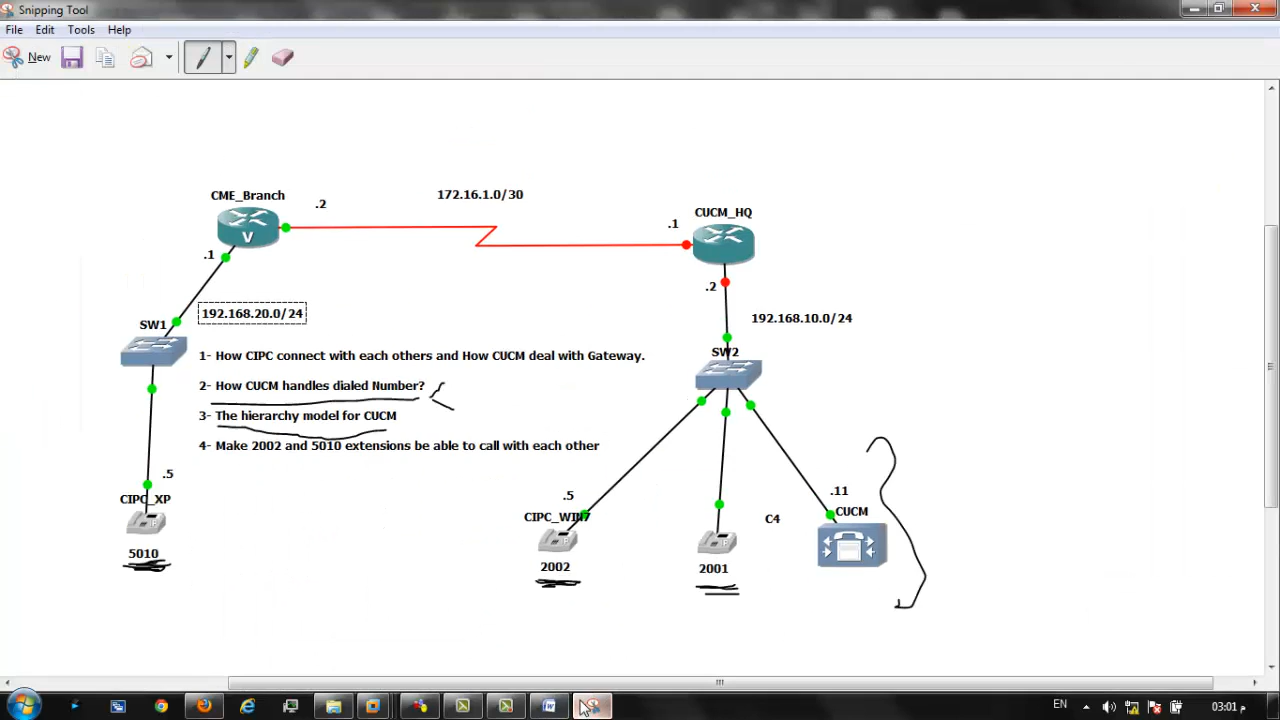 Snipping Tool
File Edit Tools Help
New
CME_Branch
.2
172.16.1.0/30
.1
CUCM_HQ
V
.1
.2
192.168.20.0/24
192.168.10.0/24
SW1
SW2
1- How CIPC connect with each others and How CUCM deal with Gateway.
2- How CUCM handles dialed Number?
3- The hierarchy model for CUCM
4- Make 2002 and 5010 extensions be able to call with each other
.5
CIPC_XP
5010
.5
CIPC_WIN7
2002
2001
C4
.11
CUCM
EN
03:01 م